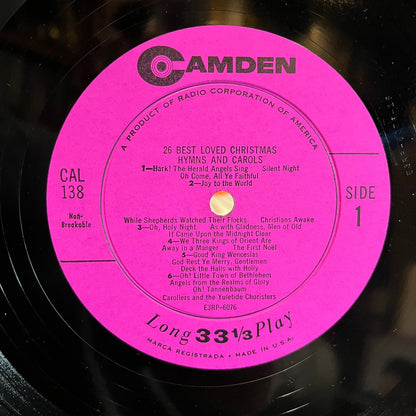 CAMDEN
A PRODUCT OF RADIO CORPORATION OF AMERICA
26 BEST LOVED CHRISTMAS
HYMNS AND CAROLS
1—Hark! The Herald Angels Sing Silent Night
Oh Come, All Ye Faithful
2—Joy to the World
CAL
138
Non-
Breakable
SIDE
1
While Shepherds Watched Their Flocks Christians Awake
3—Oh, Holy Night As with Gladness, Men of Old
If Came Upon the Midnight Clear
4—We Three Kings of Orient Are
Away in a Manger The First Noël
5—Good King Wenceslas
God Rest Ye Merry, Gentlemen
Deck the Halls with Holly
6—Oh! Little Town of Bethlehem
Angels from the Realms of Glory
Oh! Tannenbaum
Carollers and the Yuletide Choristers
E3RP-6076
Long 33 1/3 Play
MARCA REGISTRADA • MADE IN U.S.A.